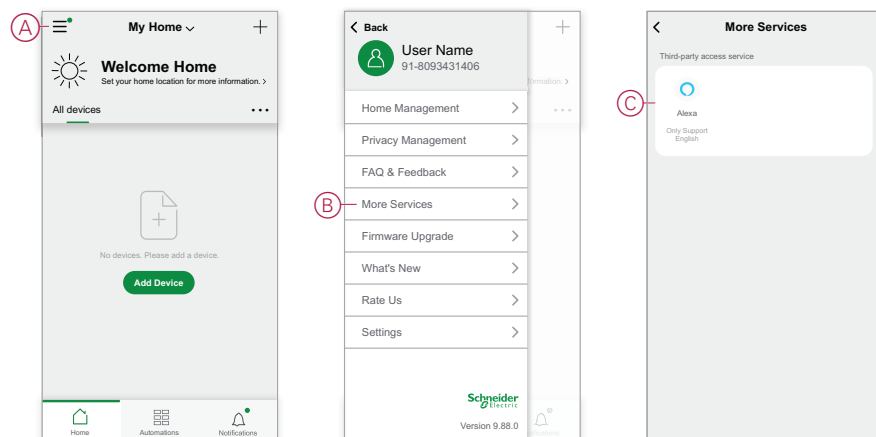 A
My Home
Welcome Home
Set your home location for more information. >
All devices
No devices. Please add a device.
Add Device
Home
Automations
Notifications
Back
User Name
91-8093431406
Home Management
Privacy Management
FAQ & Feedback
B
More Services
Firmware Upgrade
What's New
Rate Us
Settings
Schneider
Electric
Version 9.88.0
More Services
Third-party access service
C
Alexa
Only Support
English